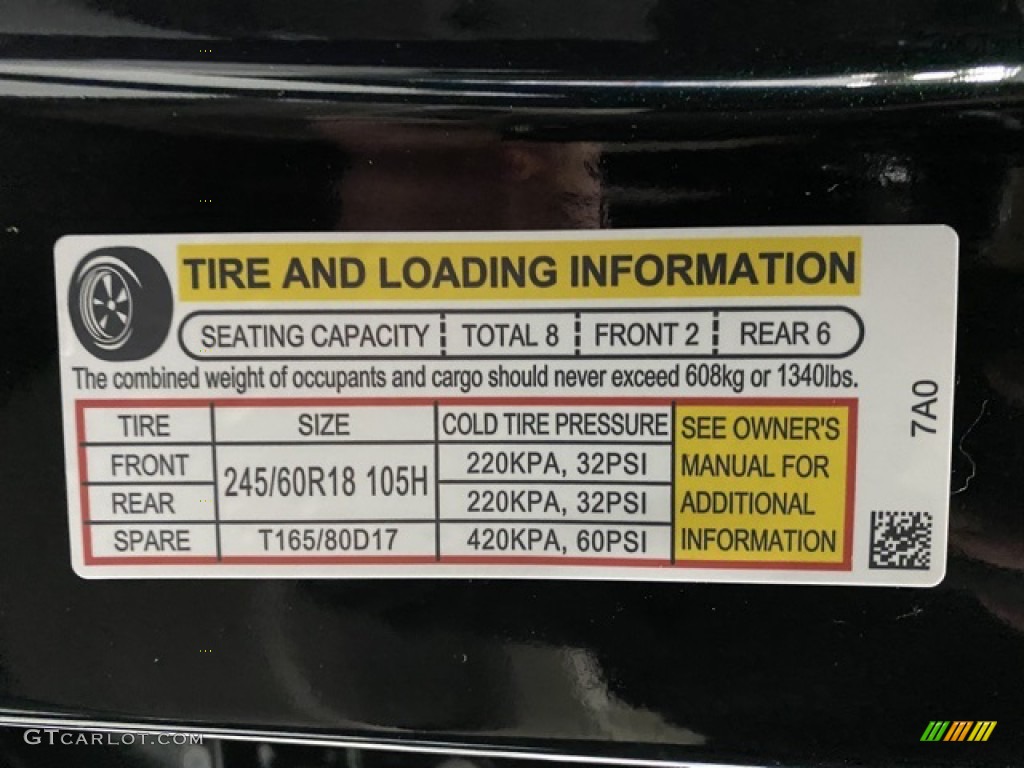 TIRE AND LOADING INFORMATION
SEATING CAPACITY TOTAL 8 FRONT 2 REAR 6
The combined weight of occupants and cargo should never exceed 608kg or 1340lbs.
TIRE SIZE COLD TIRE PRESSURE SEE OWNER'S
FRONT 245/60R18 105H 220KPA, 32PSI MANUAL FOR
REAR 220KPA, 32PSI ADDITIONAL
SPARE T165/80D17 420KPA, 60PSI INFORMATION
7A0
GTCARLOT.COM